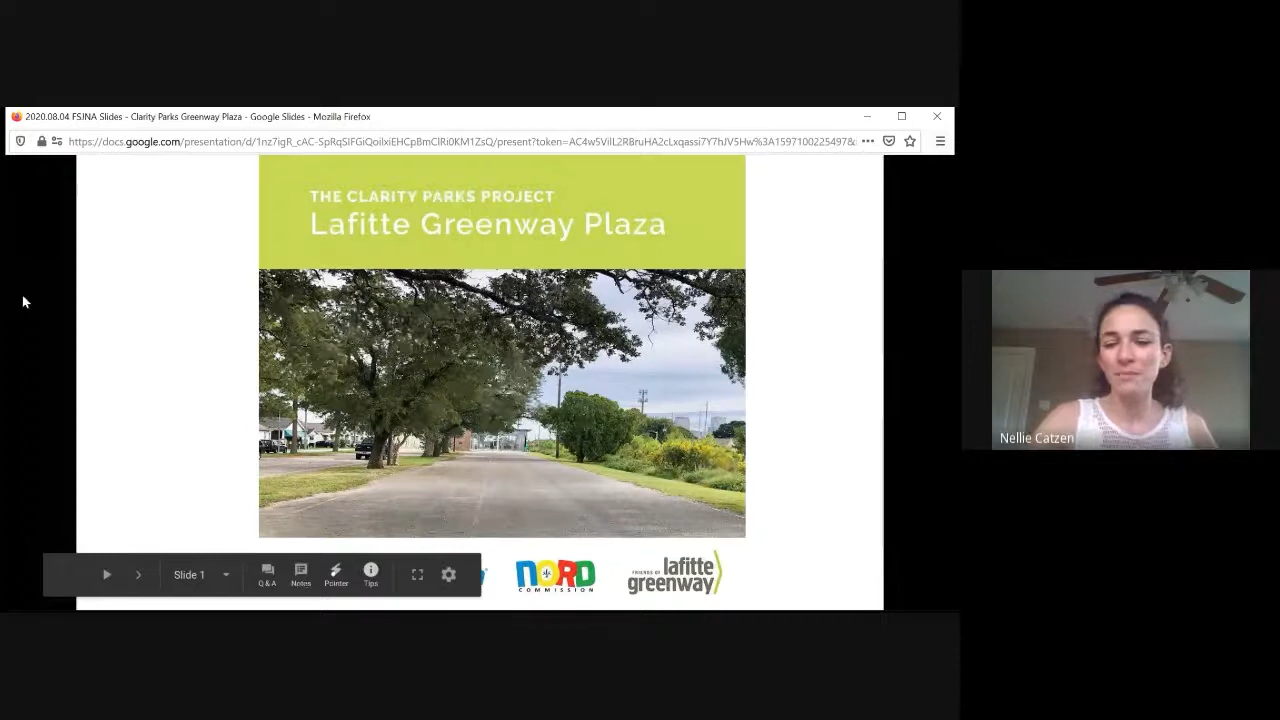 2020.08.04 FSJNA Slides - Clarity Parks Greenway Plaza - Google Slides - Mozilla Firefox
THE CLARITY PARKS PROJECT
Lafitte Greenway Plaza
Nellie Catzen
Slide 1
Q & A
Notes
Pointer
Tips
NORD
COMMISSION
FRIENDS OF
lafitte
greenway